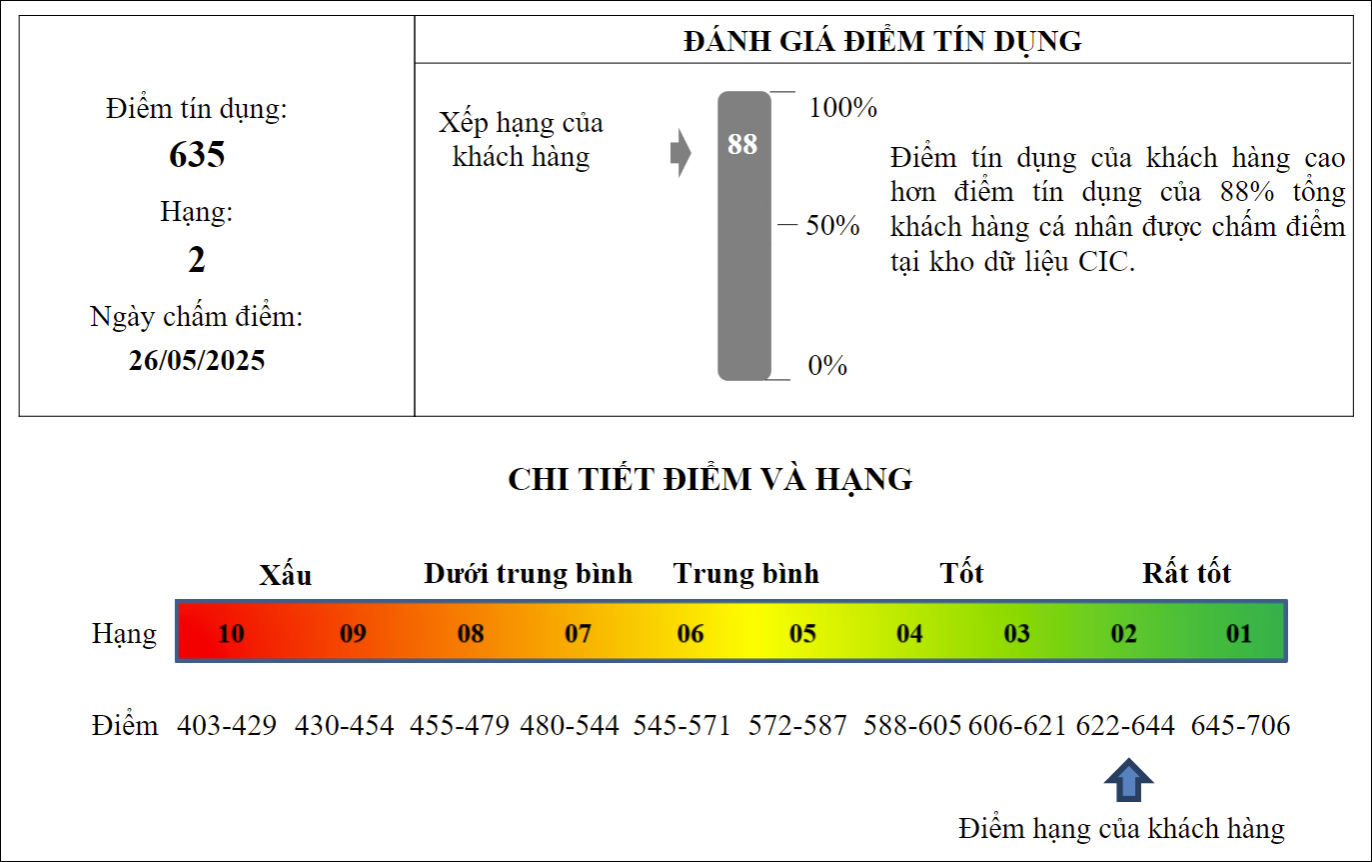 Điểm tín dụng:
635
Hạng:
2
Ngày chấm điểm:
26/05/2025
ĐÁNH GIÁ ĐIỂM TÍN DỤNG
Xếp hạng của
khách hàng
88
100%
50%
0%
Điểm tín dụng của khách hàng cao
hơn điểm tín dụng của 88% tổng
khách hàng cá nhân được chấm điểm
tại kho dữ liệu CIC.
CHI TIẾT ĐIỂM VÀ HẠNG
Xấu Dưới trung bình Trung bình Tốt Rất tốt
Hạng 10 09 08 07 06 05 04 03 02 01
Điểm 403-429 430-454 455-479 480-544 545-571 572-587 588-605 606-621 622-644 645-706
Điểm hạng của khách hàng